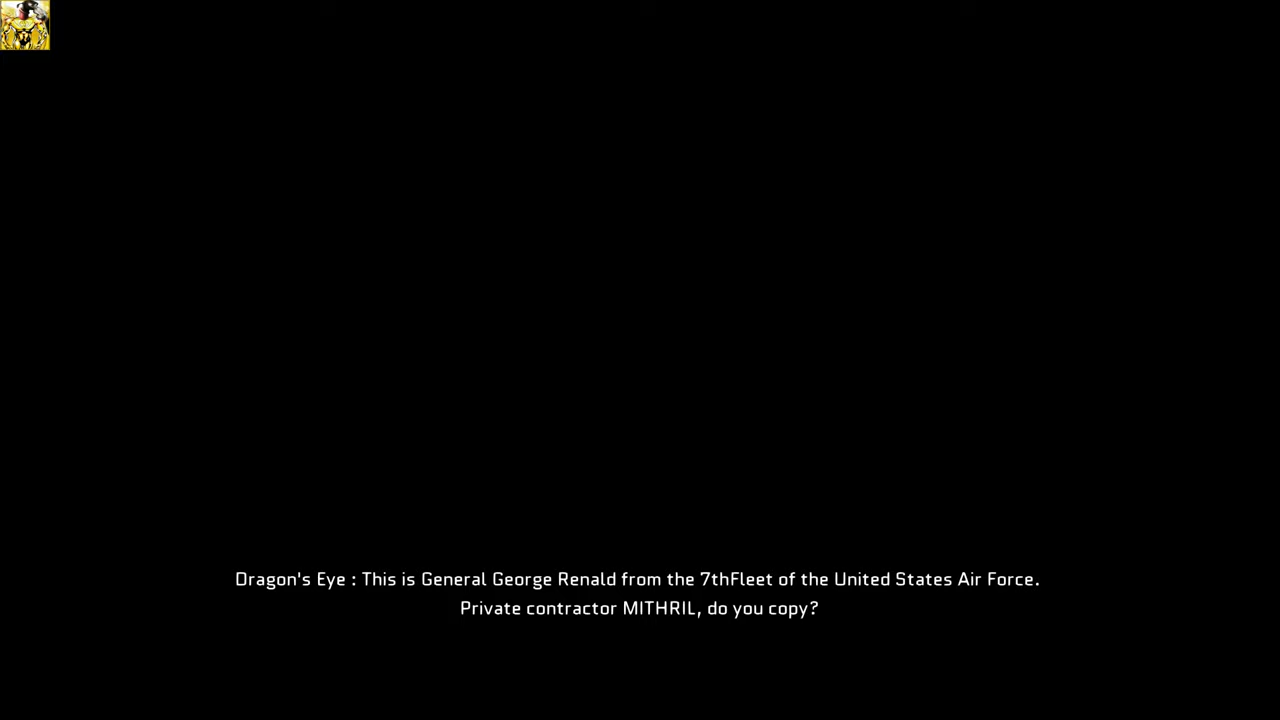 Dragon's Eye : This is General George Renald from the 7thFleet of the United States Air Force.
Private contractor MITHRIL, do you copy?